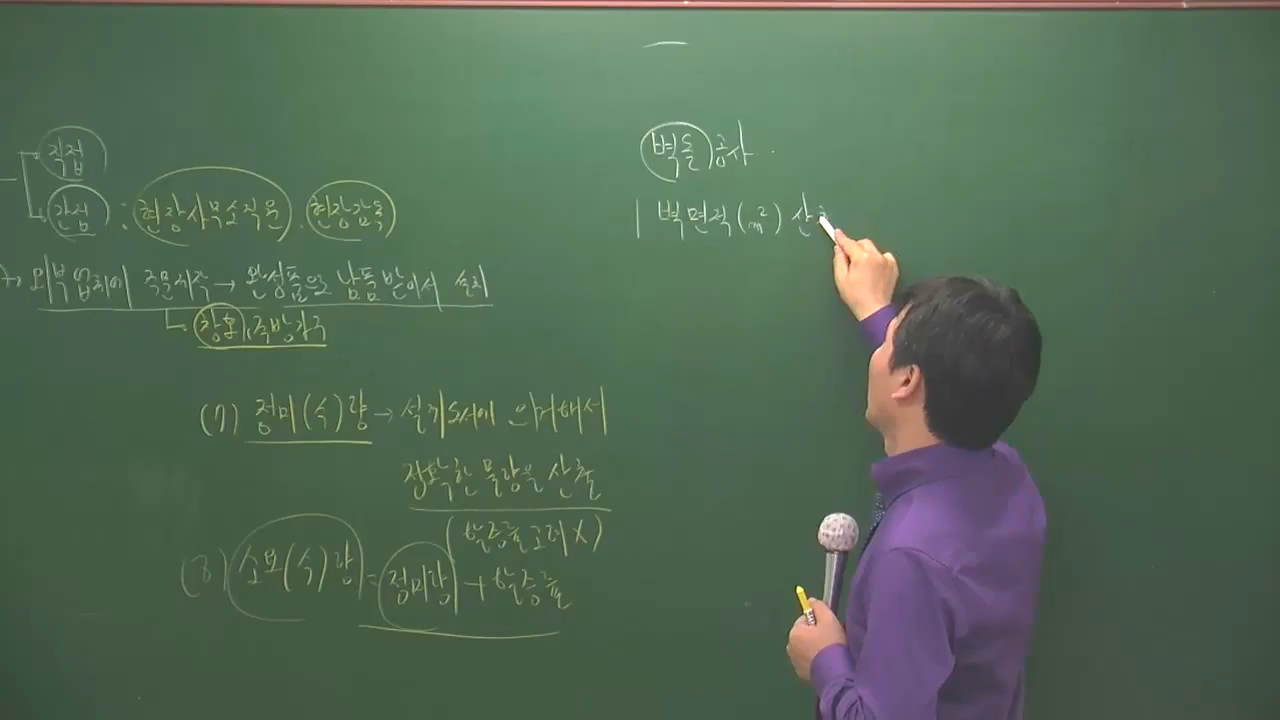 직접
간접 : 현장사무소직원. 현장감독
외부업체에 주문제작 → 완성품으로 납품받아서 설치
창호, 주방가구
(7) 정미(수)량 → 설계도서에 의거해서
정확한 물량을 산출
(할증률 고려 X)
(8) 소모(수)량 = 정미량 + 할증률
벽돌공사
1 벽면적(m²) 산